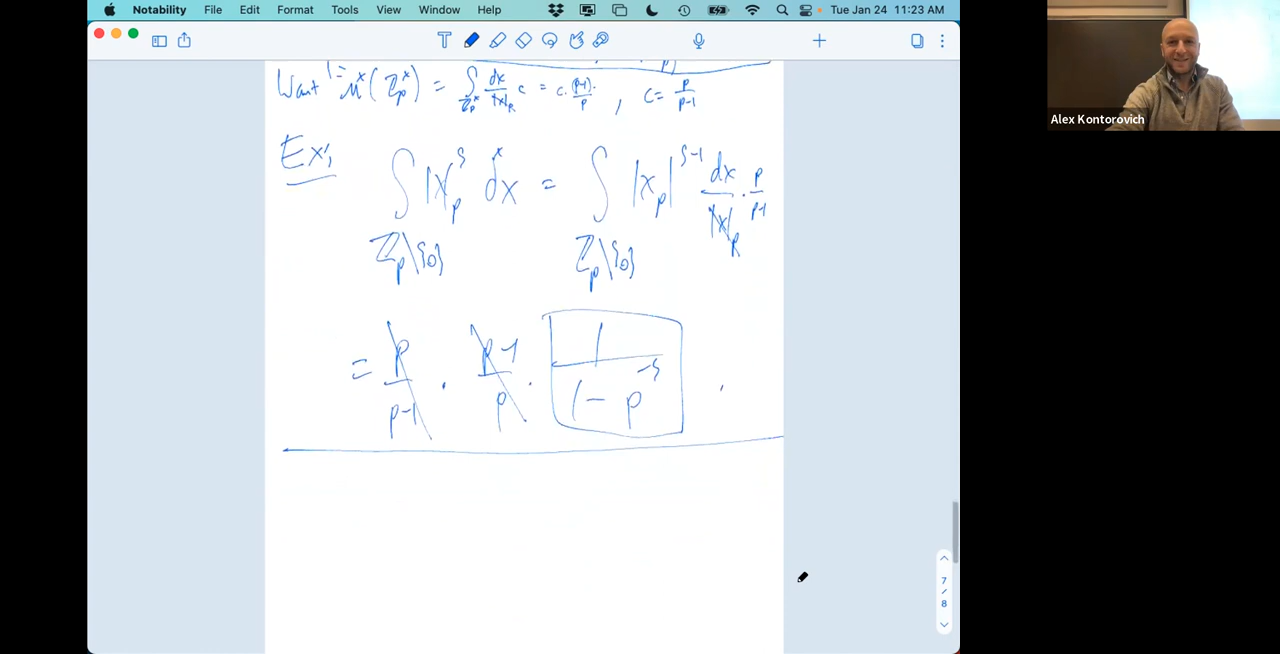 Notability File Edit Format Tools View Window Help Tue Jan 24 11:23 AM
Want 1 = μ^x(ℤ_p^x) = ∫_{ℤ_p^x} dx/|x|_p c = c·(p-1)/p, c = p/p-1
Ex:
∫_{ℤ_p\{0}} |x|_p^s d^x x = ∫_{ℤ_p\{0}} |x_p|^{s-1} dx/|x|_p · p/p-1
= p/p-1 · p-1/p · 1/1-p^{-s}
7
/
8
Alex Kontorovich